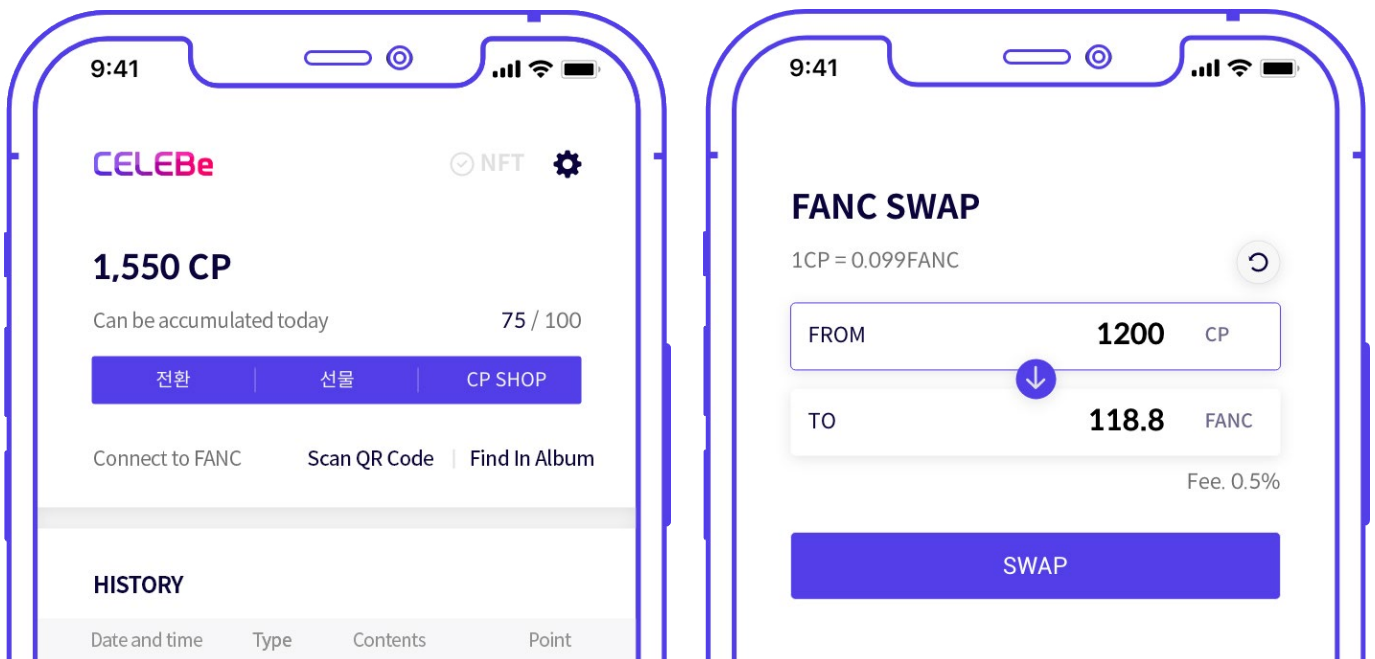 9:41
CELEBe
NFT
1,550 CP
Can be accumulated today 75 / 100
전환 선물 CP SHOP
Connect to FANC Scan QR Code Find In Album
HISTORY
Date and time Type Contents Point
9:41
FANC SWAP
1CP = 0.099FANC
FROM 1200 CP
TO 118.8 FANC
Fee. 0.5%
SWAP